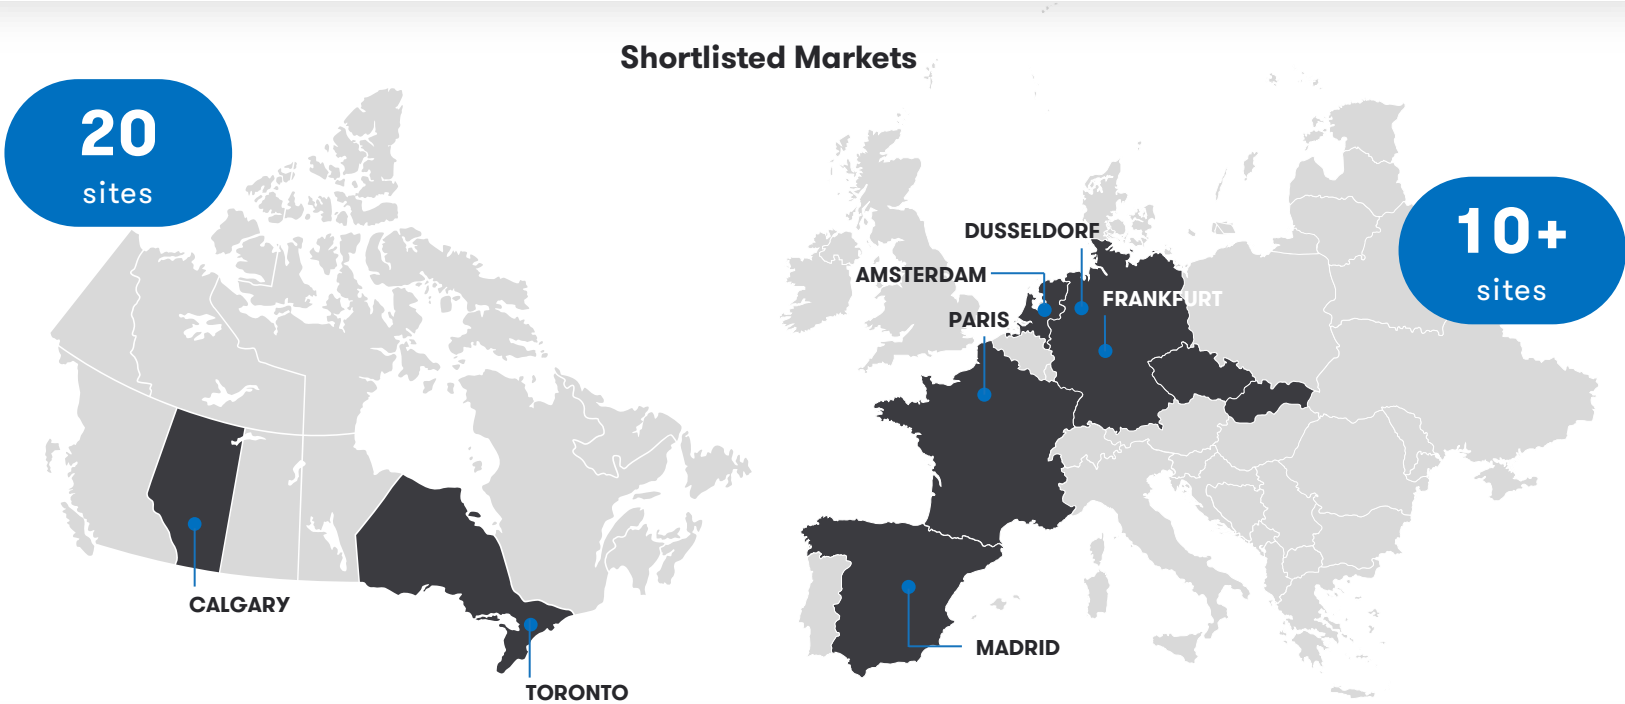 Shortlisted Markets
20
sites
10+
sites
DUSSELDORF
AMSTERDAM
FRANKFURT
PARIS
CALGARY
MADRID
TORONTO